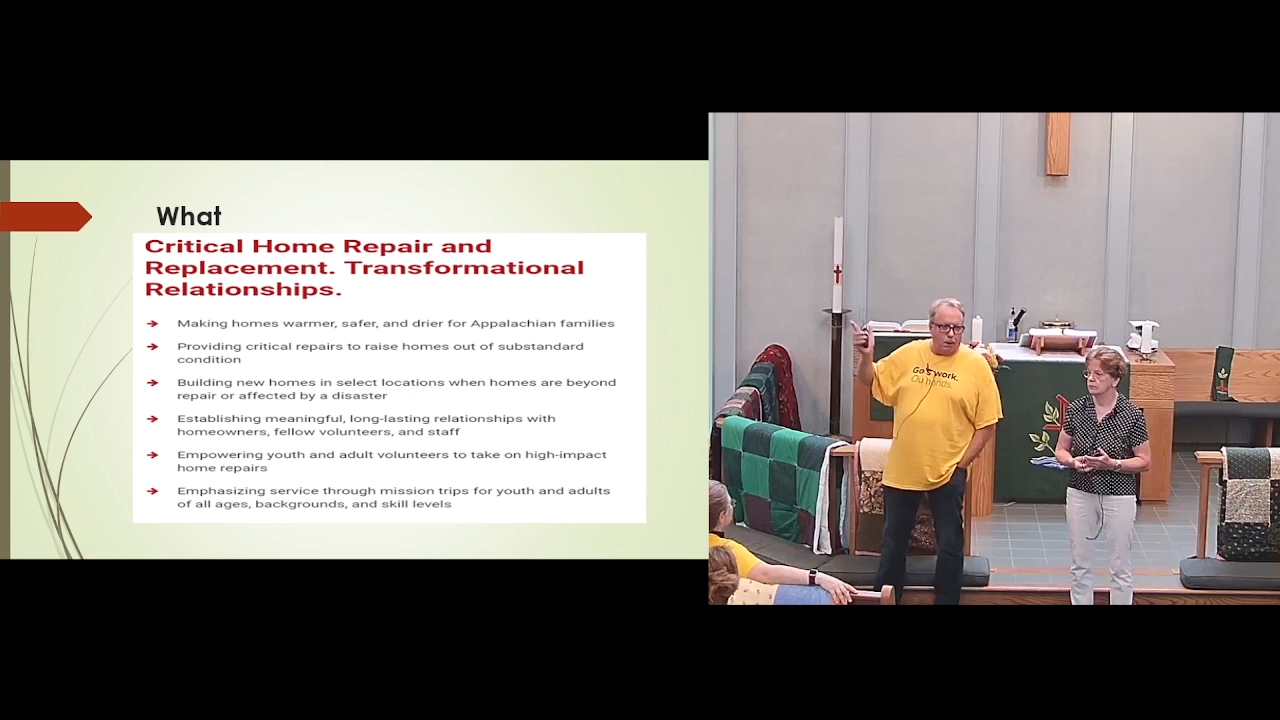 What
Critical Home Repair and
Replacement. Transformational
Relationships.
➔ Making homes warmer, safer, and drier for Appalachian families
➔ Providing critical repairs to raise homes out of substandard
condition
➔ Building new homes in select locations when homes are beyond
repair or affected by a disaster
➔ Establishing meaningful, long-lasting relationships with
homeowners, fellow volunteers, and staff
➔ Empowering youth and adult volunteers to take on high-impact
home repairs
➔ Emphasizing service through mission trips for youth and adults
of all ages, backgrounds, and skill levels
work.
hands.